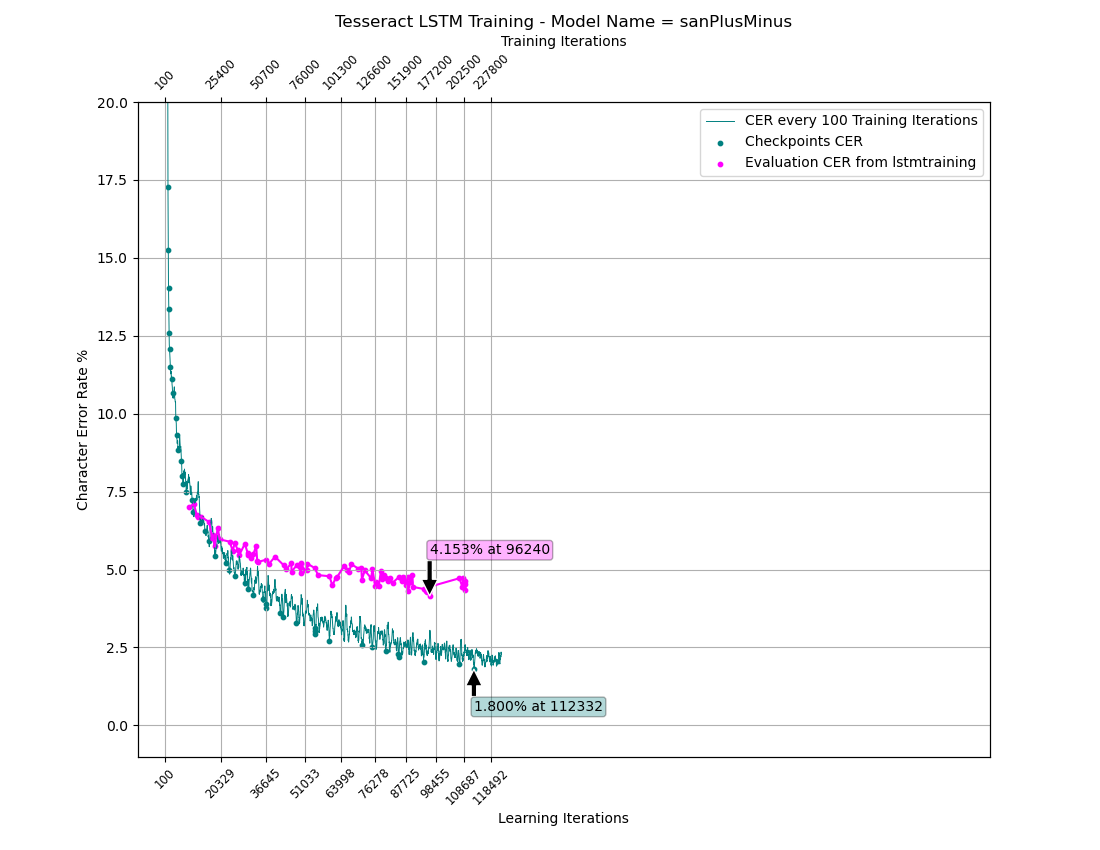 Tesseract LSTM Training - Model Name = sanPlusMinus
Training Iterations
100 25400 50700 76000 101300 126600 151900 177200 202500 227800
CER every 100 Training Iterations
Checkpoints CER
Evaluation CER from lstmtraining
Character Error Rate %
20.0
17.5
15.0
12.5
10.0
7.5
5.0
2.5
0.0
4.153% at 96240
1.800% at 112332
100 20329 36645 51033 63998 76278 87725 98455 108687 118492
Learning Iterations